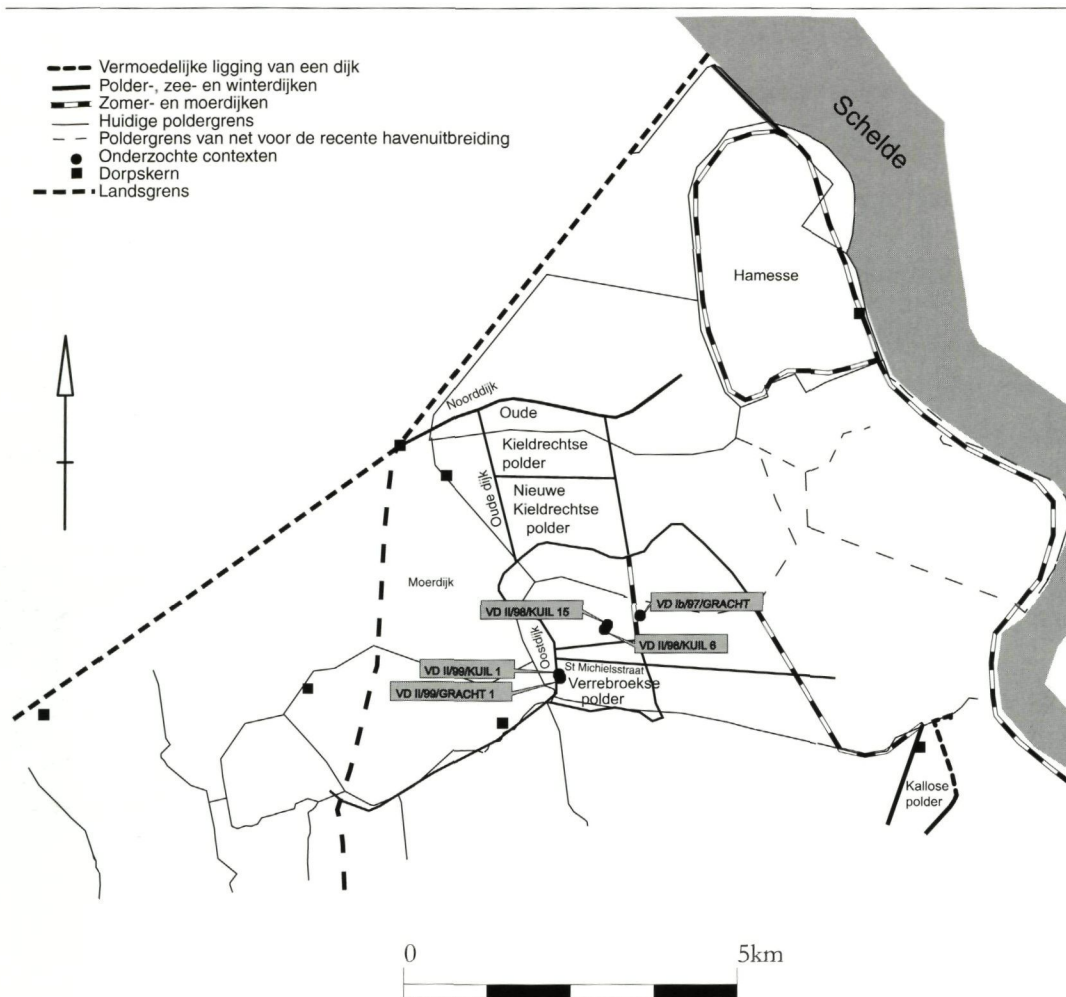 Vermoedelijke ligging van een dijk
Polder-, zee- en winterdijken
Zomer- en moerdijken
Huidige poldergrens
Poldergrens van net voor de recente havenuitbreiding
Onderzochte contexten
Dorpskern
Landsgrens
Schelde
Hamesse
Noorddijk
Oude
Kieldrechtse
polder
Oude dijk
Nieuwe
Kieldrechtse
polder
Moerdijk
VD II/98/KUIL 15
VD Ib/97/GRACHT
VD II/98/KUIL 6
Oostdijk
VD II/99/KUIL 1
St Michielsstraat
VD II/99/GRACHT 1
Verrebroekse
polder
Kallose
polder
0
5km